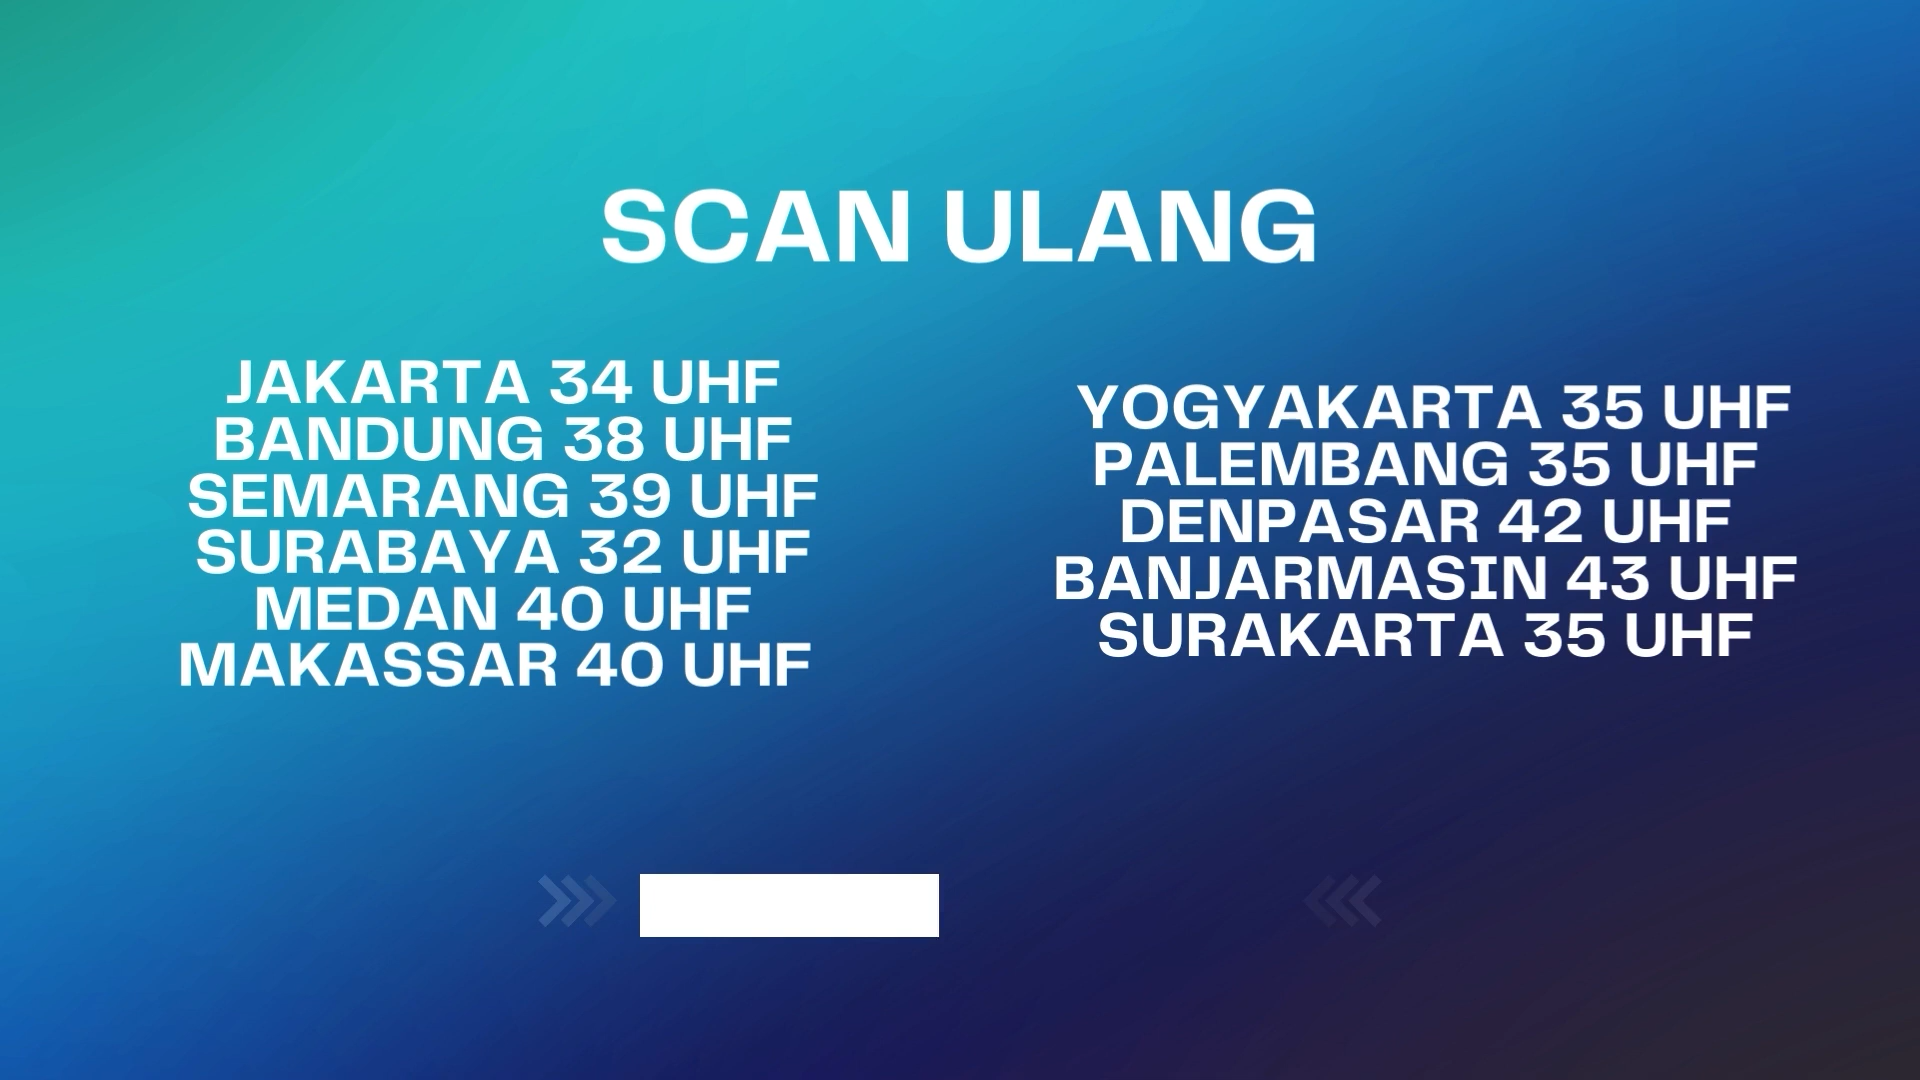 SCAN ULANG
JAKARTA 34 UHF
BANDUNG 38 UHF
SEMARANG 39 UHF
SURABAYA 32 UHF
MEDAN 40 UHF
MAKASSAR 40 UHF
YOGYAKARTA 35 UHF
PALEMBANG 35 UHF
DENPASAR 42 UHF
BANJARMASIN 43 UHF
SURAKARTA 35 UHF